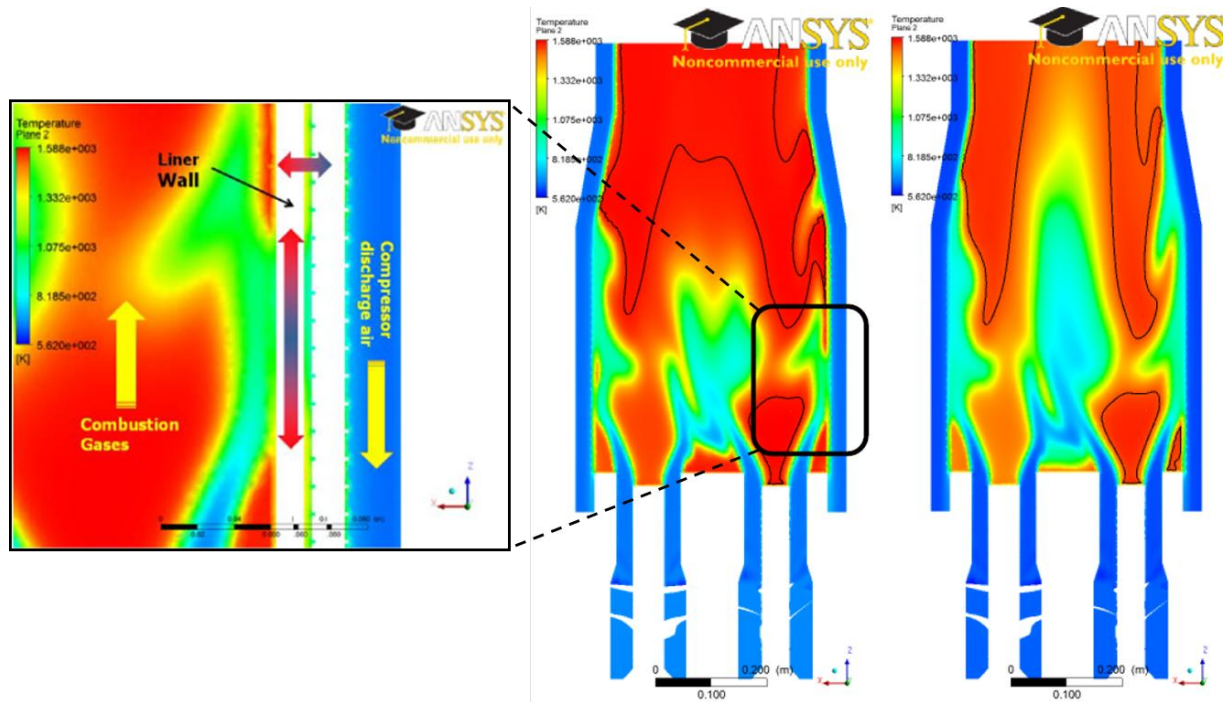 ANSYS
Noncommercial use only
Temperature
Plane 2
1.588e+003
1.332e+003
1.075e+003
8.185e+002
5.620e+002
[K]
Liner
Wall
Compressor
discharge air
Combustion
Gases
Z
X
Temperature
Plane 2
1.588e+003
1.332e+003
1.075e+003
8.185e+002
5.620e+002
[K]
ANSYS
Noncommercial use only
0
0.200 (m)
0.100
Z
X
Temperature
Plane 2
1.588e+003
1.332e+003
1.075e+003
8.185e+002
5.620e+002
[K]
ANSYS
Noncommercial use only
0
0.200 (m)
0.100
Z
X